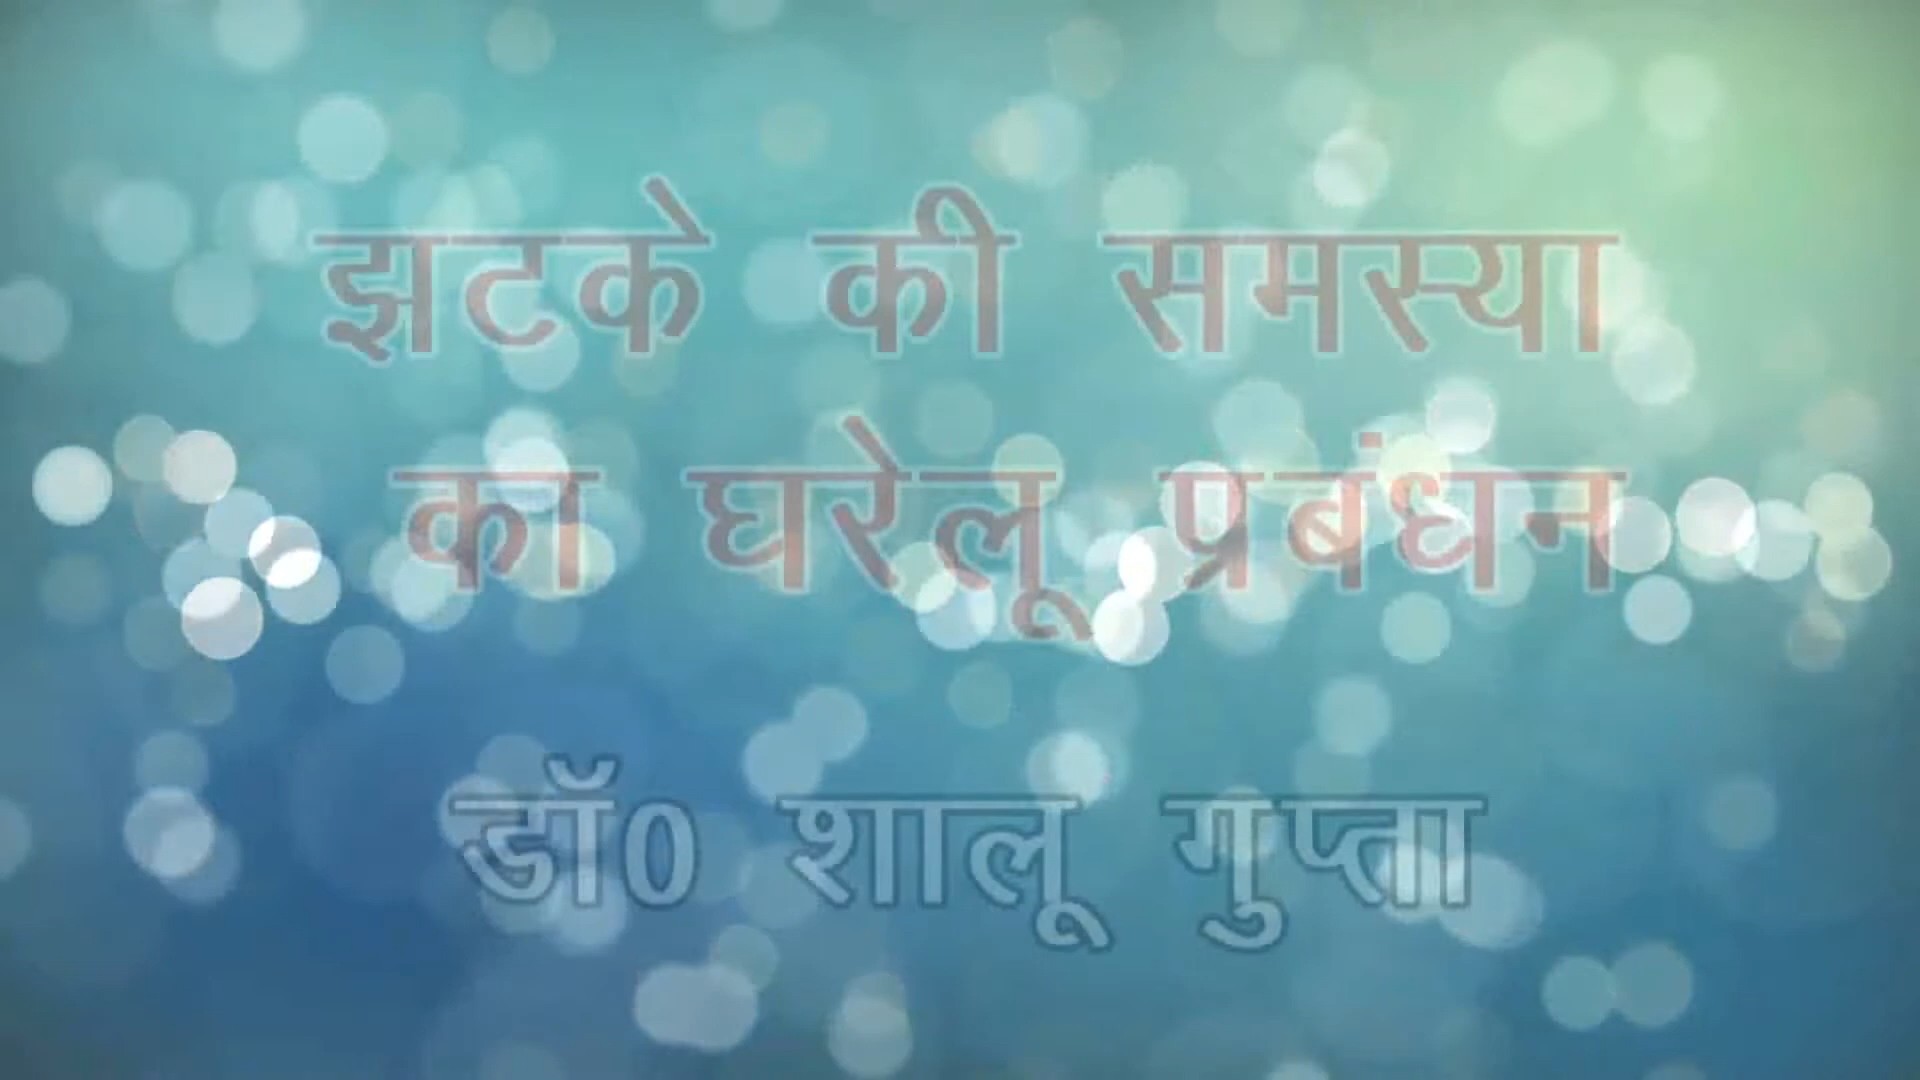 झटके की समस्या
का घरेलू प्रबंधन
डॉ0 शालू गुप्ता